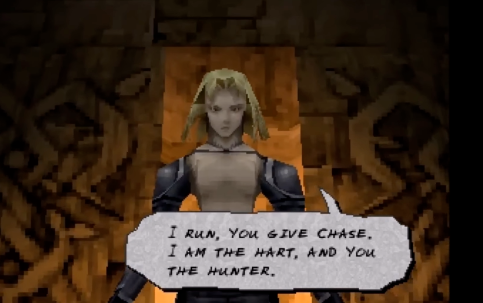 I RUN, YOU GIVE CHASE.
I AM THE HART, AND YOU
THE HUNTER.